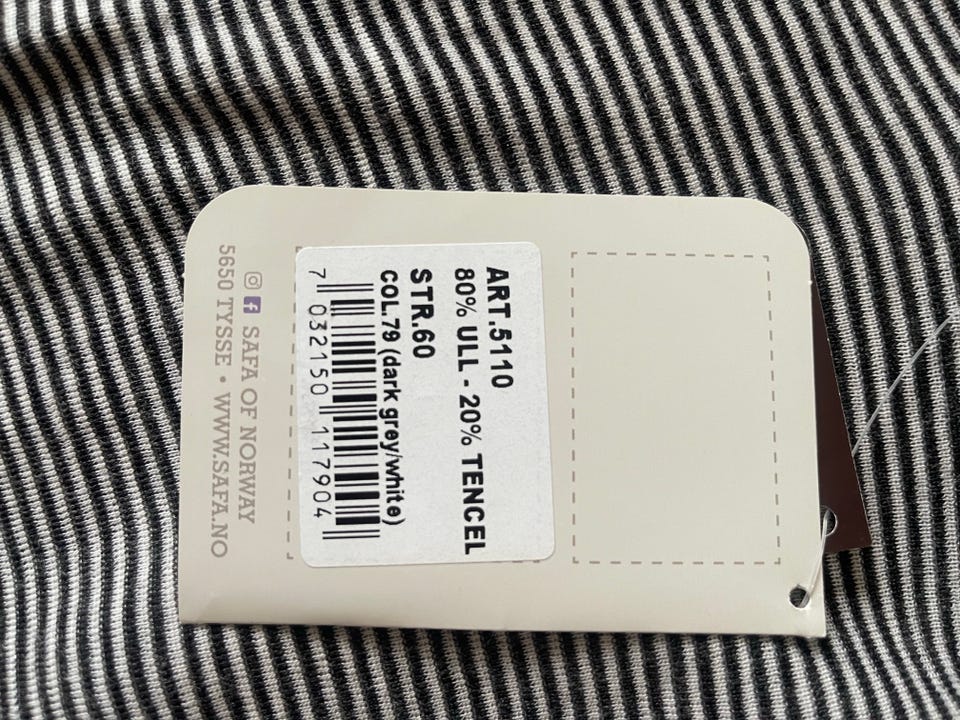 ART.5110
80% ULL - 20% TENCEL
STR.60
COL.79 (dark grey/white)
7 032150 117904
SAFA OF NORWAY
5650 TYSSE • WWW.SAFA.NO